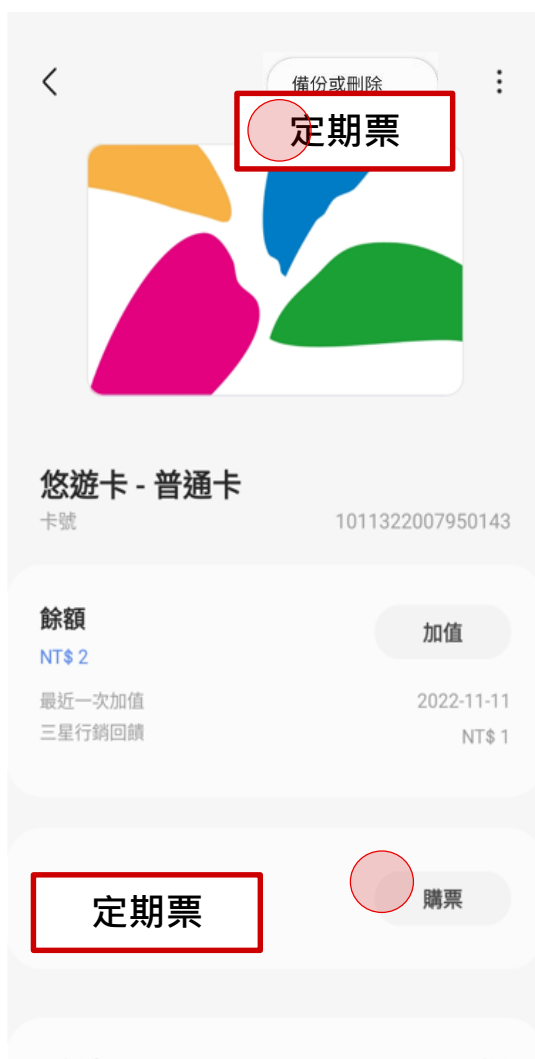 備份或刪除
定期票
悠遊卡 - 普通卡
卡號 1011322007950143
餘額
加值
NT$ 2
最近一次加值 2022-11-11
三星行銷回饋 NT$ 1
定期票
購票